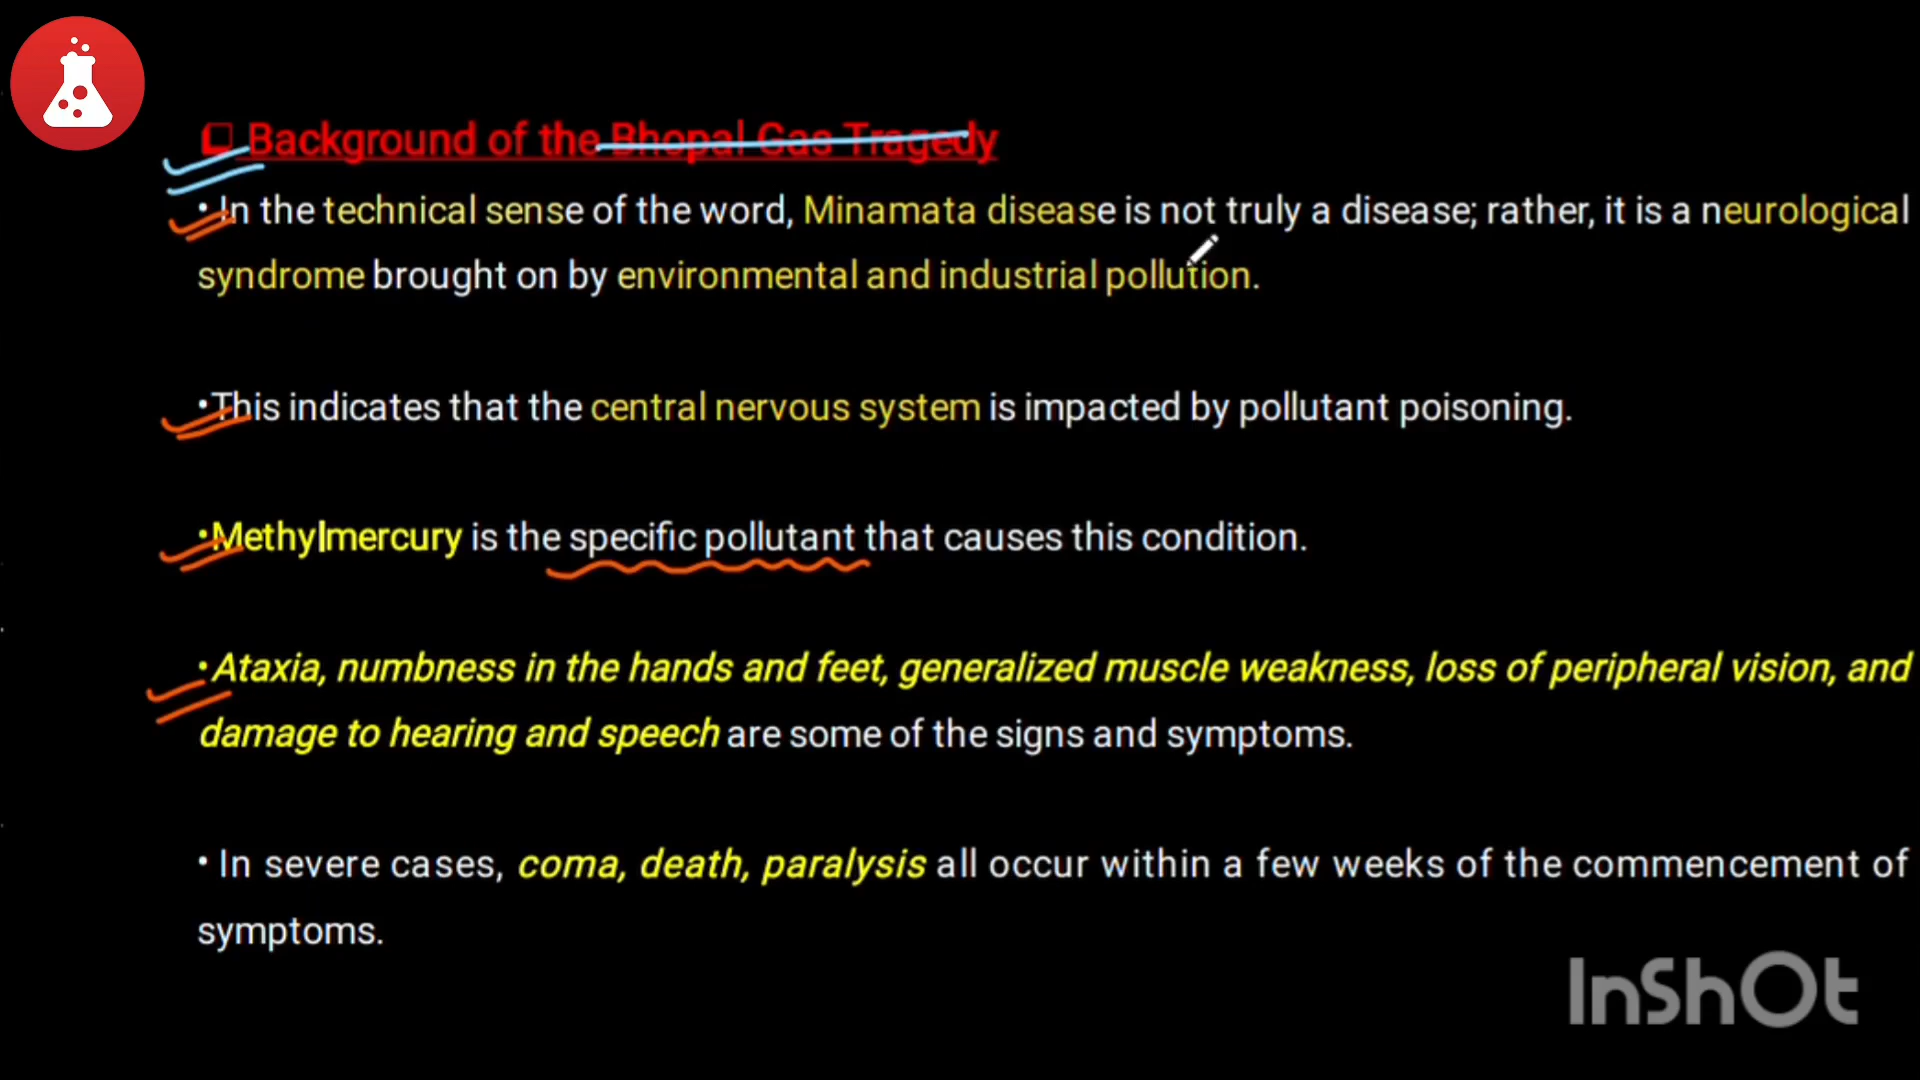 Background of the Bhopal Gas Tragedy
• In the technical sense of the word, Minamata disease is not truly a disease; rather, it is a neurological
syndrome brought on by environmental and industrial pollution.
•This indicates that the central nervous system is impacted by pollutant poisoning.
•Methylmercury is the specific pollutant that causes this condition.
•Ataxia, numbness in the hands and feet, generalized muscle weakness, loss of peripheral vision, and
damage to hearing and speech are some of the signs and symptoms.
• In severe cases, coma, death, paralysis all occur within a few weeks of the commencement of
symptoms.
InShOt